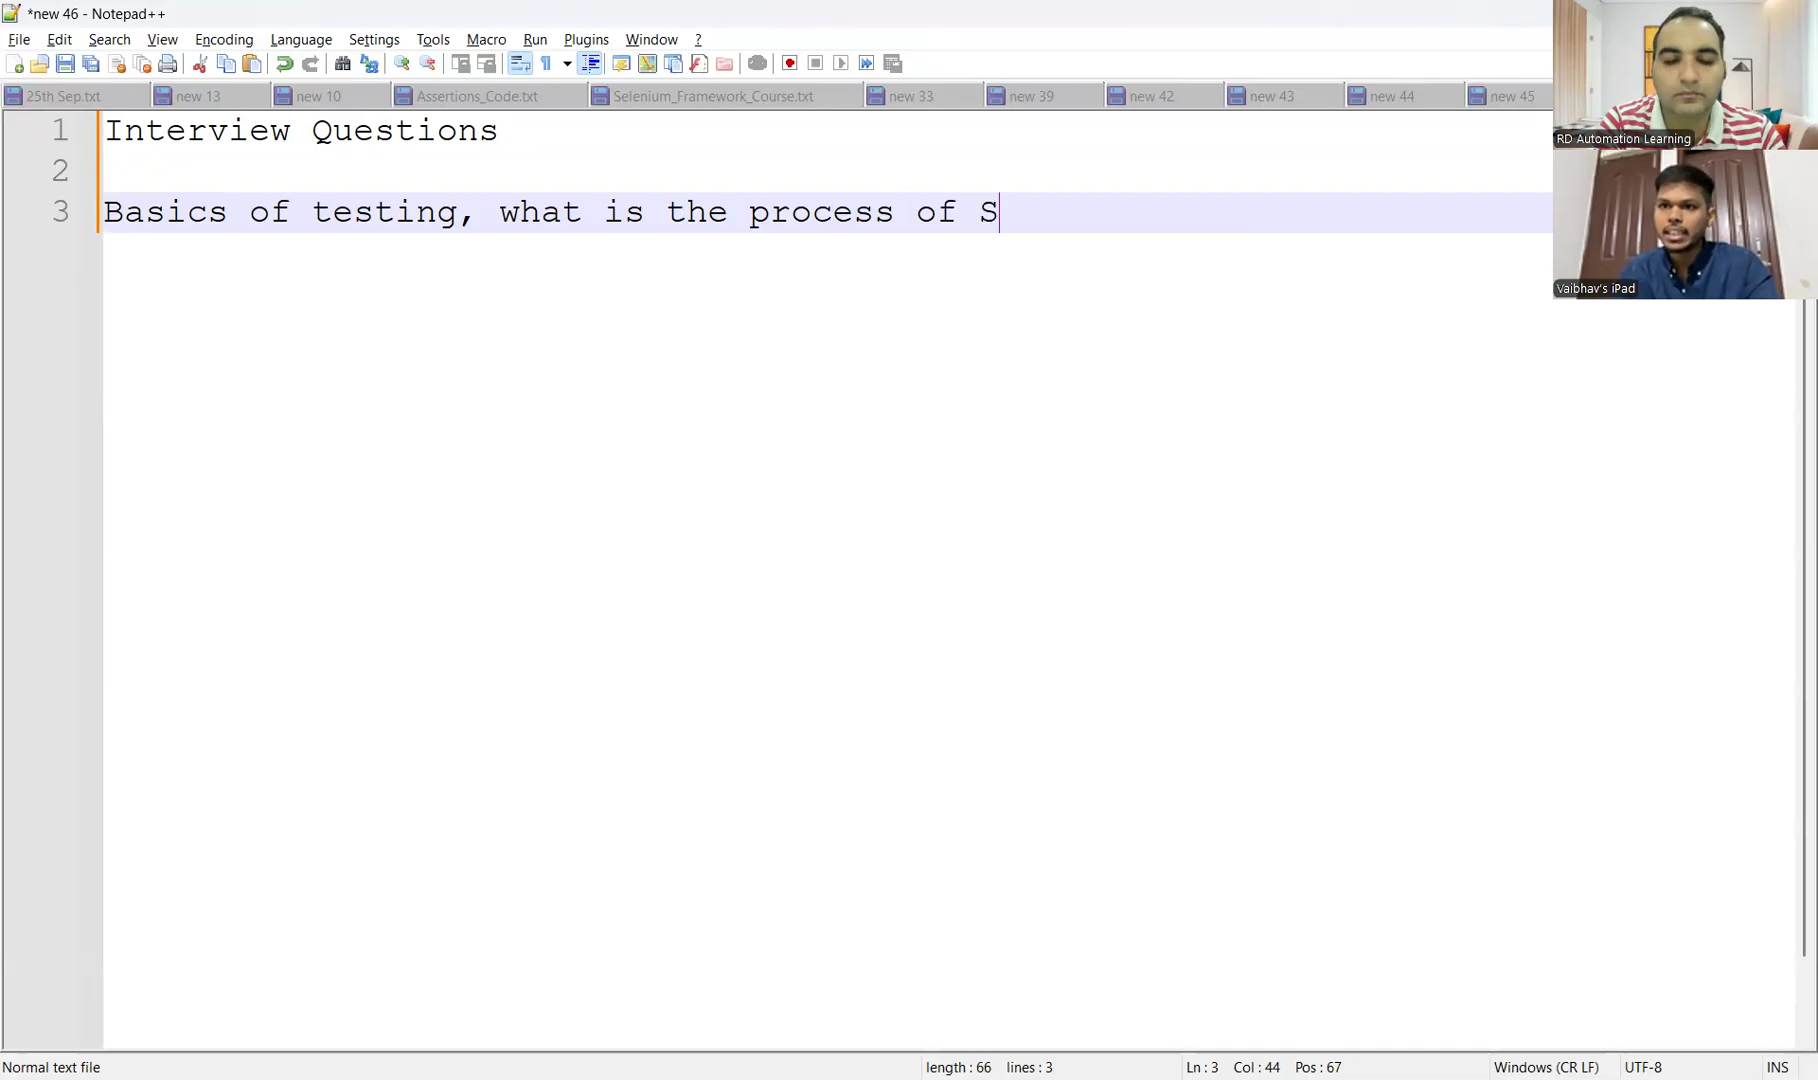 *new 46 - Notepad++
File Edit Search View Encoding Language Settings Tools Macro Run Plugins Window ?
25th Sep.txt new 13 new 10 Assertions_Code.txt Selenium_Framework_Course.txt new 33 new 39 new 42 new 43 new 44 new 45
RD Automation Learning
Vaibhav's iPad
1 Interview Questions
2
3 Basics of testing, what is the process of S
Normal text file length : 66 lines : 3 Ln : 3 Col : 44 Pos : 67 Windows (CR LF) UTF-8 INS